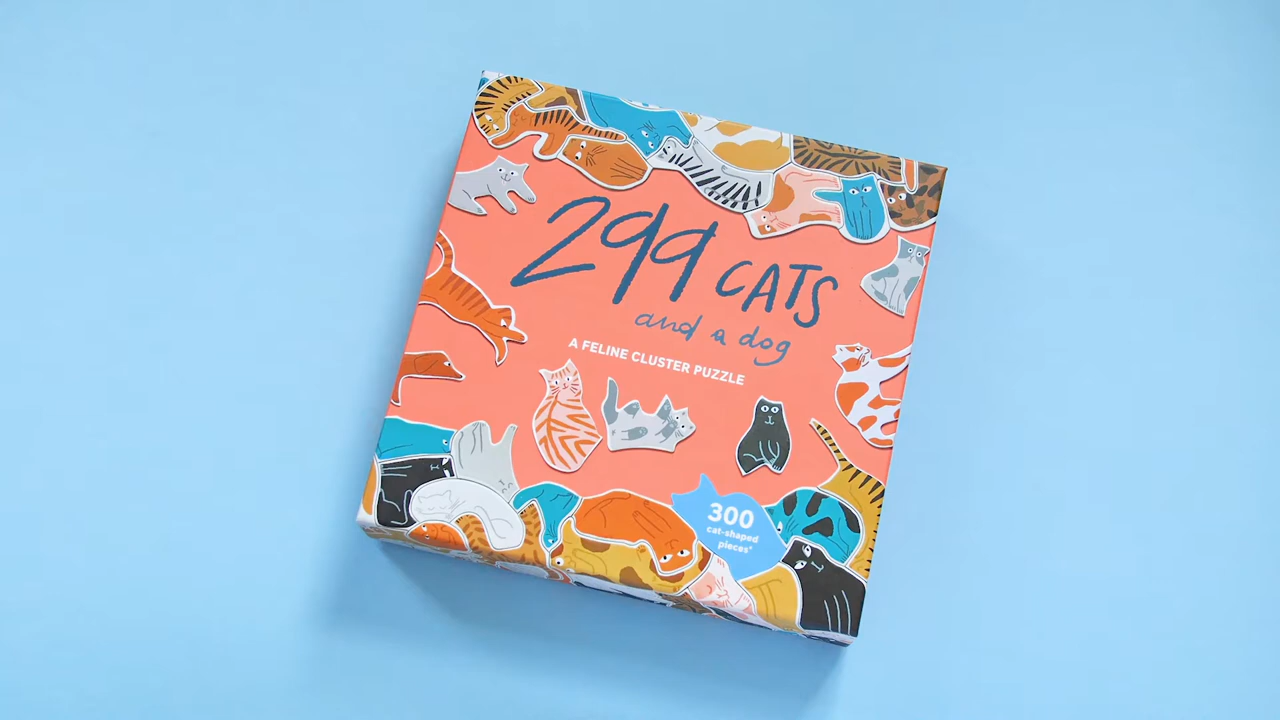 299 CATS
and a dog
A FELINE CLUSTER PUZZLE
300
cat-shaped
pieces*